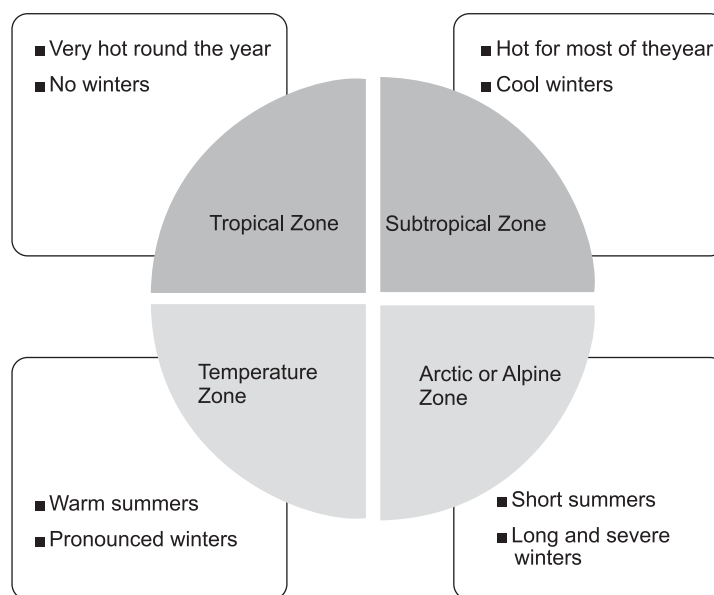 ■ Very hot round the year
■ No winters
■ Hot for most of theyear
■ Cool winters
Tropical Zone
Subtropical Zone
Temperature
Zone
Arctic or Alpine
Zone
■ Warm summers
■ Pronounced winters
■ Short summers
■ Long and severe
winters